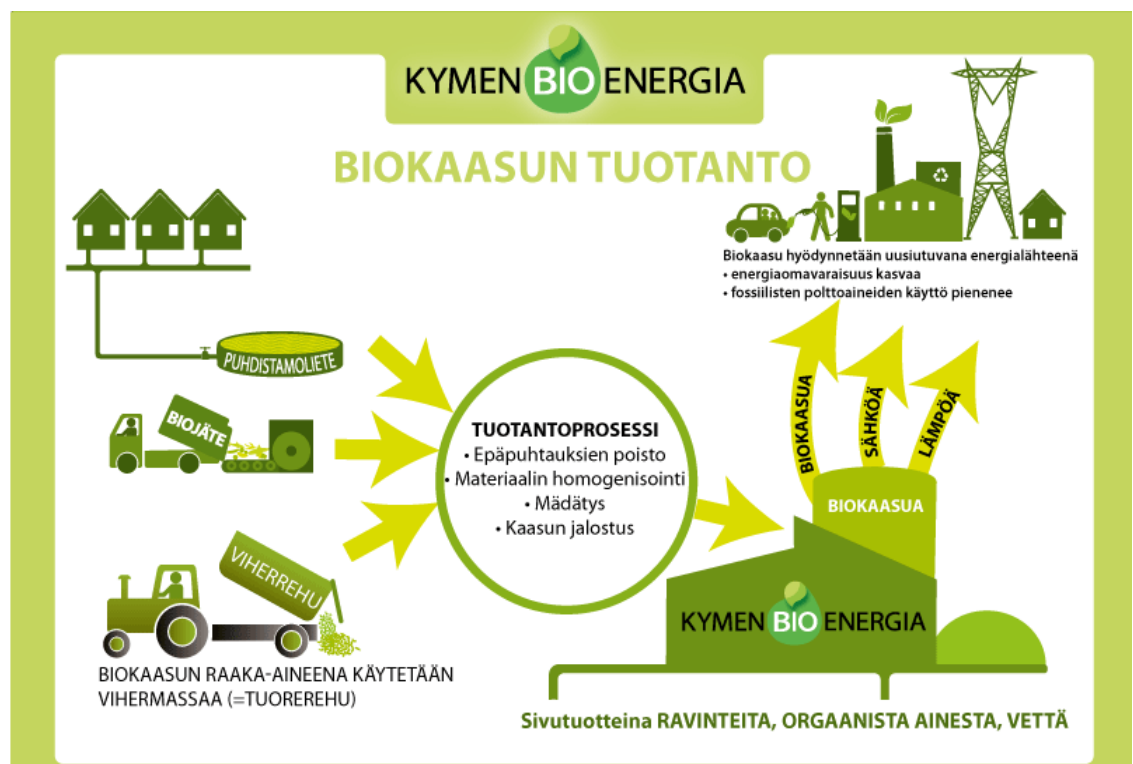 KYMEN BIO ENERGIA
BIOKAASUN TUOTANTO
Biokaasu hyödynnetään uusiutuvana energialähteenä
• energiaomavaraisuus kasvaa
• fossiilisten polttoaineiden käyttö pienenee
PUHDISTAMOLIETE
BIOJÄTE
VIHERREHU
BIOKAASUN RAAKA-AINEENA KÄYTETÄÄN
VIHERMASSAA (=TUOREREHU)
TUOTANTOPROSESSI
• Epäpuhtauksien poisto
• Materiaalin homogenisointi
• Mädätys
• Kaasun jalostus
BIOKAASUA
SÄHKÖÄ
LÄMPÖÄ
BIOKAASUA
KYMEN BIO ENERGIA
Sivutuotteina RAVINTEITA, ORGAANISTA AINESTA, VETTÄ